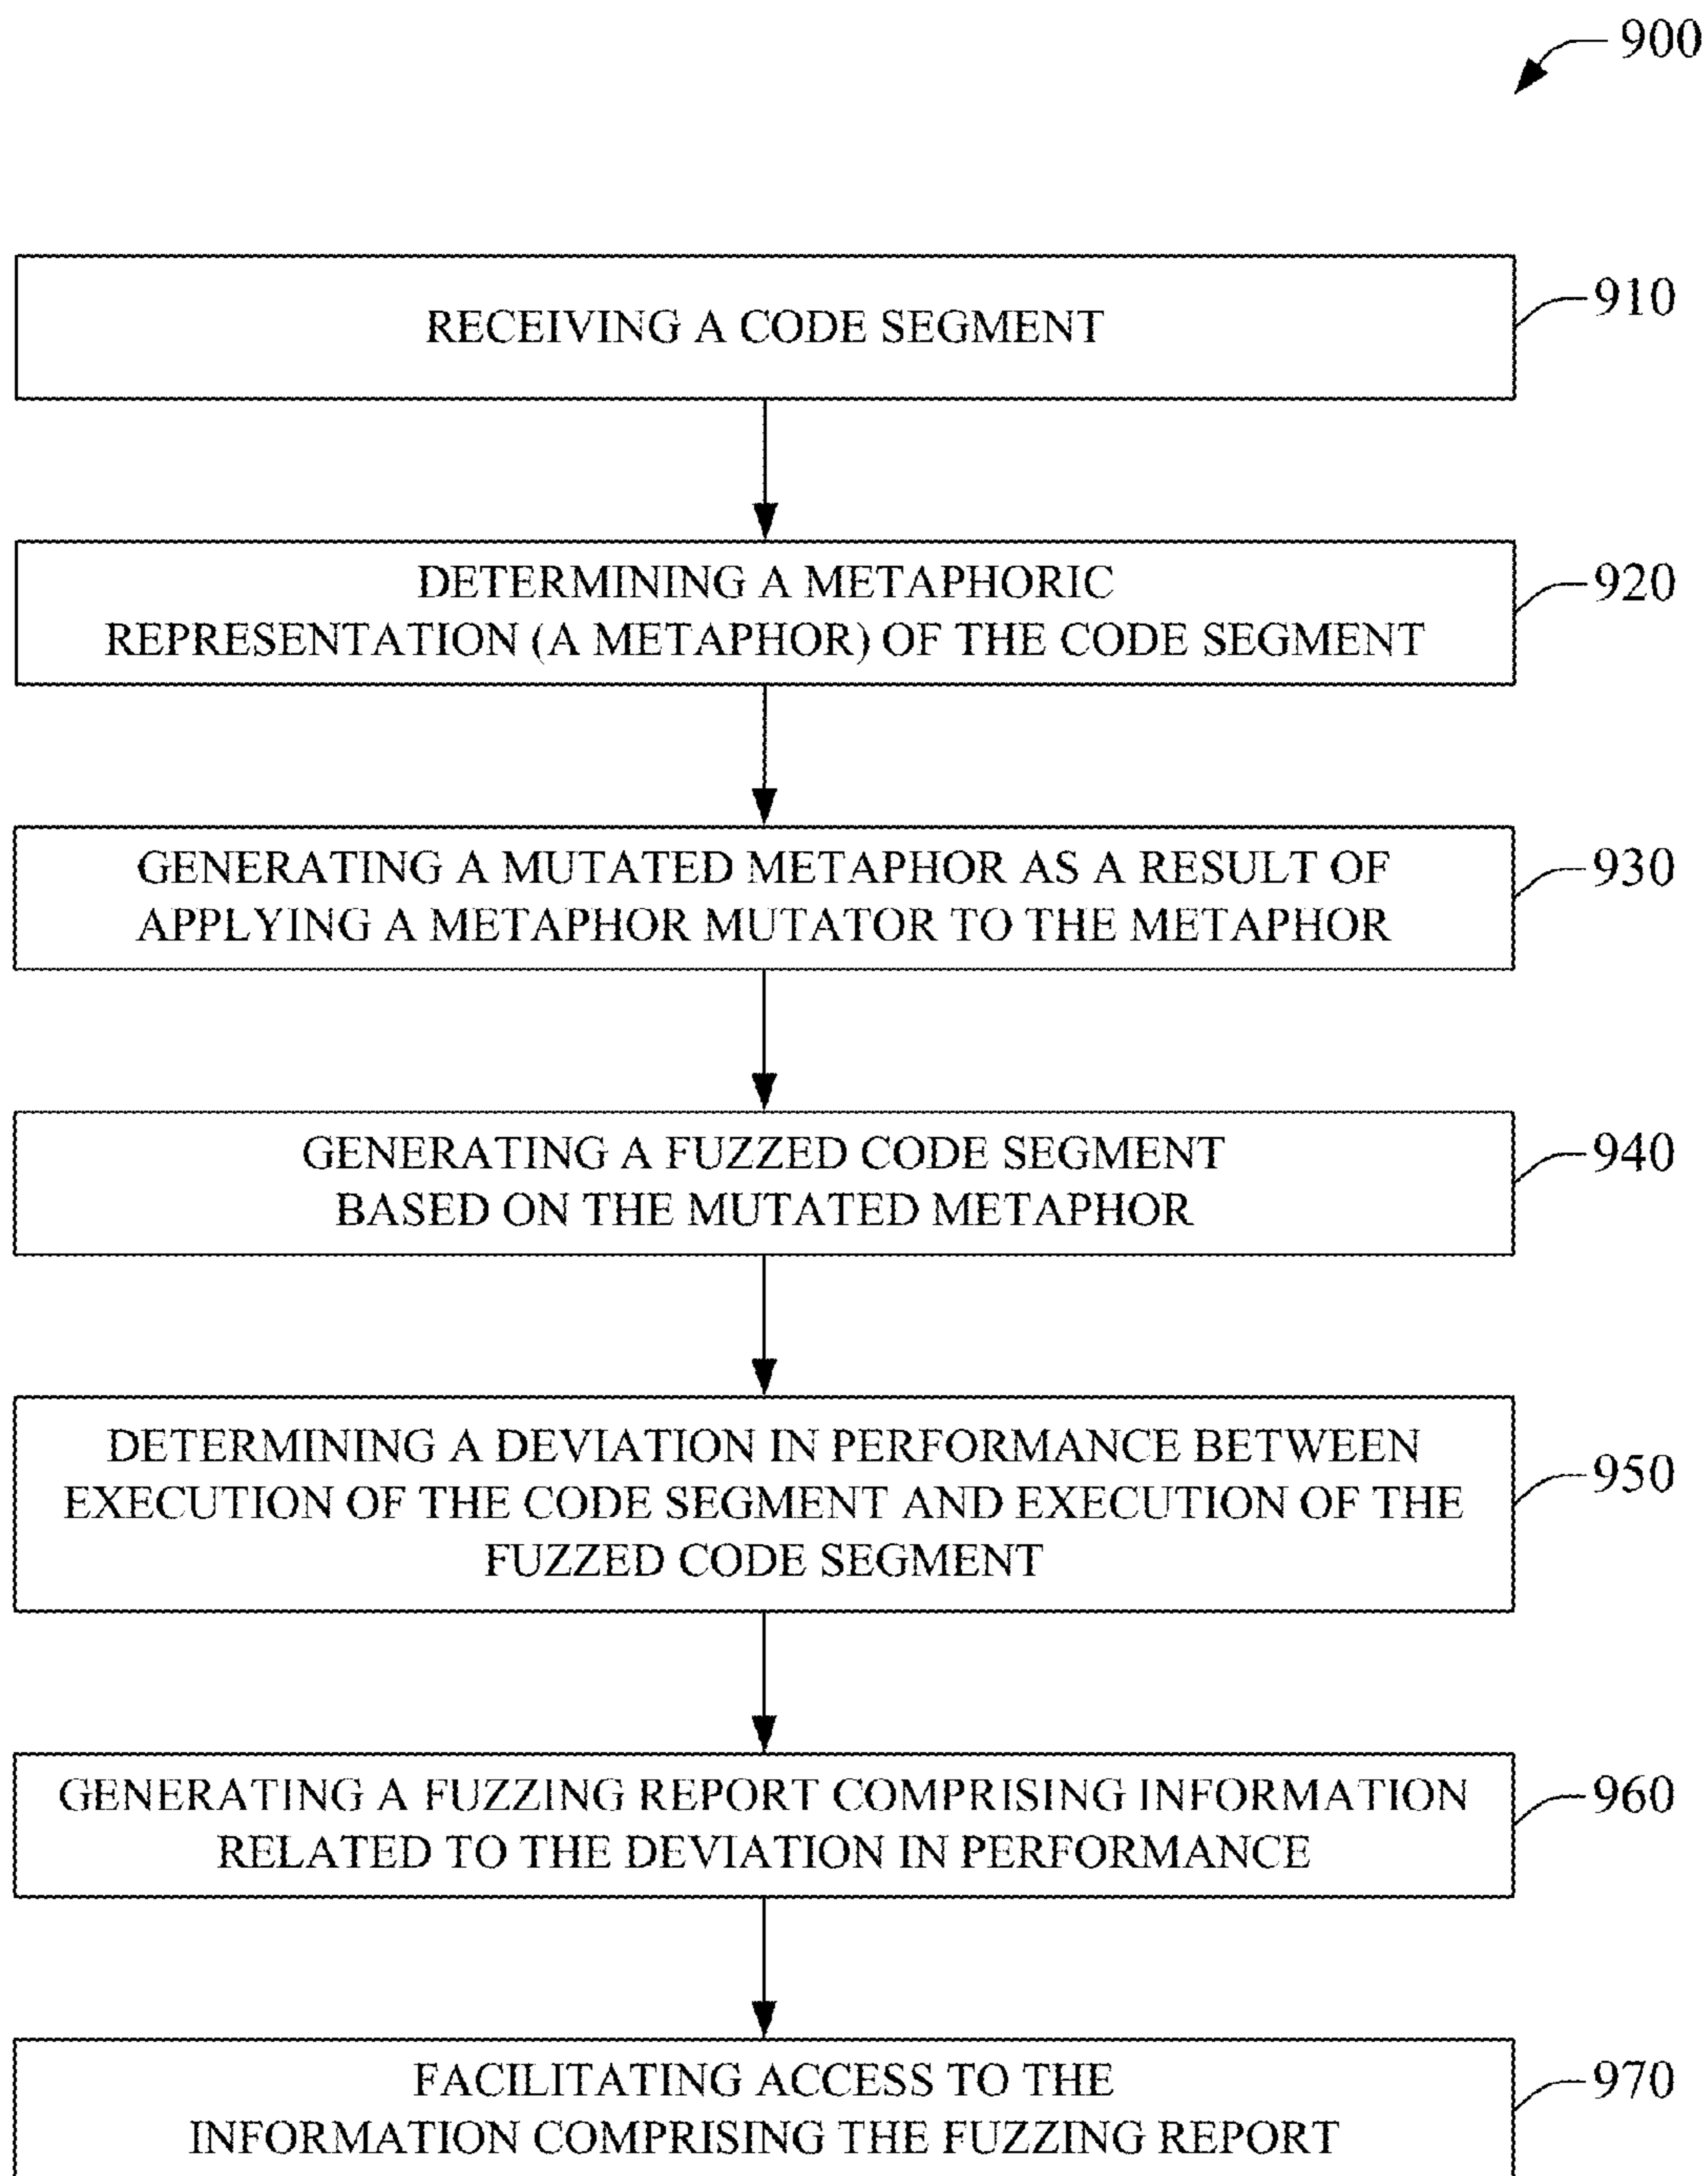 900
RECEIVING A CODE SEGMENT
910
DETERMINING A METAPHORIC
REPRESENTATION (A METAPHOR) OF THE CODE SEGMENT
920
GENERATING A MUTATED METAPHOR AS A RESULT OF
APPLYING A METAPHOR MUTATOR TO THE METAPHOR
930
GENERATING A FUZZED CODE SEGMENT
BASED ON THE MUTATED METAPHOR
940
DETERMINING A DEVIATION IN PERFORMANCE BETWEEN
EXECUTION OF THE CODE SEGMENT AND EXECUTION OF THE
FUZZED CODE SEGMENT
950
GENERATING A FUZZING REPORT COMPRISING INFORMATION
RELATED TO THE DEVIATION IN PERFORMANCE
960
FACILITATING ACCESS TO THE
INFORMATION COMPRISING THE FUZZING REPORT
970